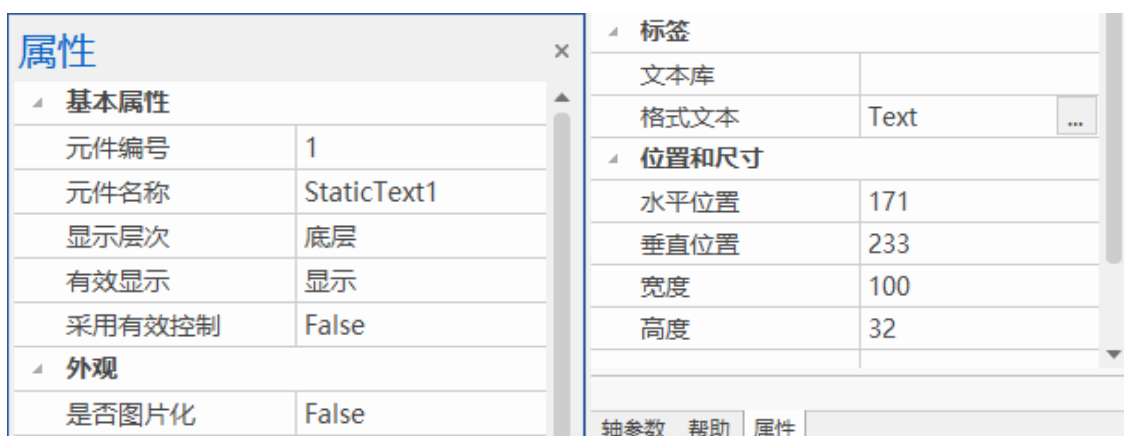 属性
基本属性
元件编号 1
元件名称 StaticText1
显示层次 底层
有效显示 显示
采用有效控制 False
外观
是否图片化 False
标签
文本库
格式文本 Text ...
位置和尺寸
水平位置 171
垂直位置 233
宽度 100
高度 32
轴参数 帮助 属性